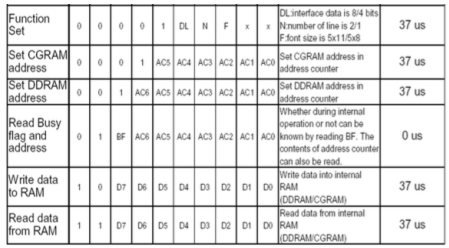 Function Set 0 0 0 0 1 DL N F x x DL:interface data is 8/4 bits N:number of line is 2/1 F:font size is 5x11/5x8 37 us
Set CGRAM address 0 0 0 1 AC5 AC4 AC3 AC2 AC1 AC0 Set CGRAM address in address counter 37 us
Set DDRAM address 0 0 1 AC6 AC5 AC4 AC3 AC2 AC1 AC0 Set DDRAM address in address counter 37 us
Read Busy flag and address 0 1 BF AC6 AC5 AC4 AC3 AC2 AC1 AC0 Whether during internal operation or not can be known by reading BF. The contents of address counter can also be read. 0 us
Write data to RAM 1 0 D7 D6 D5 D4 D3 D2 D1 D0 Write data into internal RAM (DDRAM/CGRAM) 37 us
Read data from RAM 1 1 D7 D6 D5 D4 D3 D2 D1 D0 Read data from internal RAM (DDRAM/CGRAM) 37 us